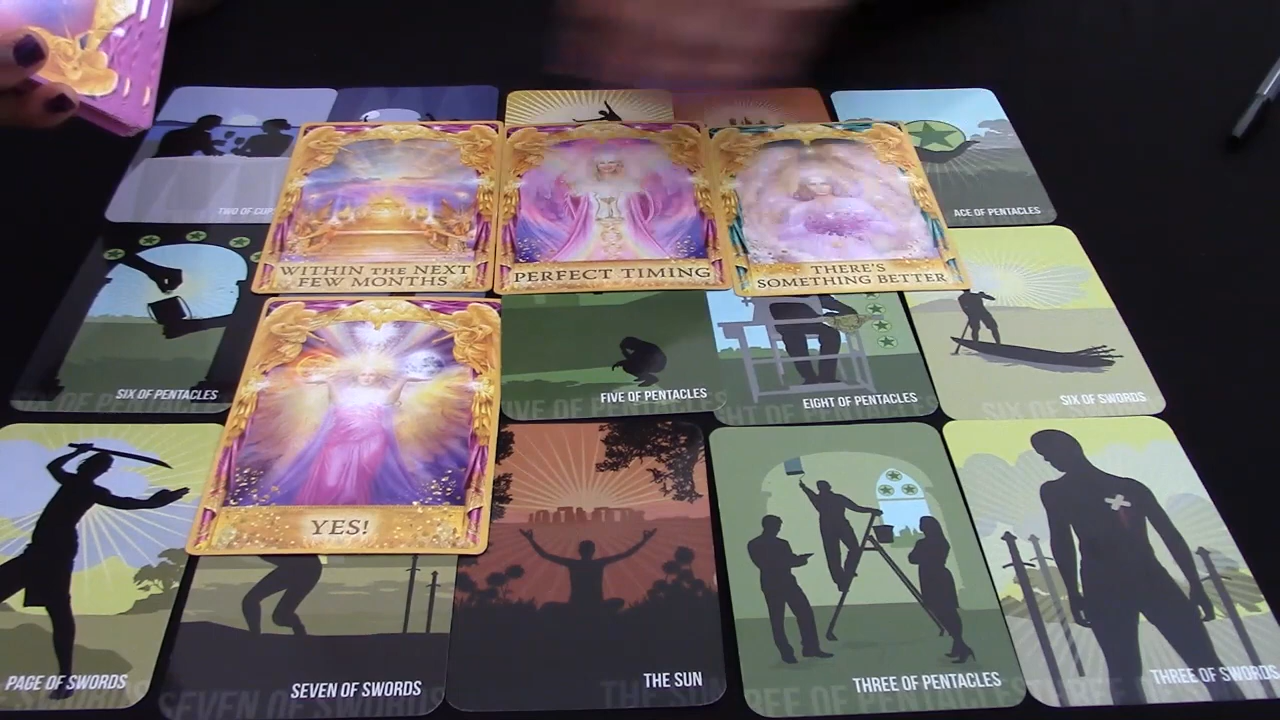 TWO OF CUPS
ACE OF PENTACLES
WITHIN THE NEXT
FEW MONTHS
PERFECT TIMING
THERE'S
SOMETHING BETTER
SIX OF PENTACLES
FIVE OF PENTACLES
EIGHT OF PENTACLES
SIX OF SWORDS
YES!
PAGE OF SWORDS
SEVEN OF SWORDS
THE SUN
THREE OF PENTACLES
THREE OF SWORDS